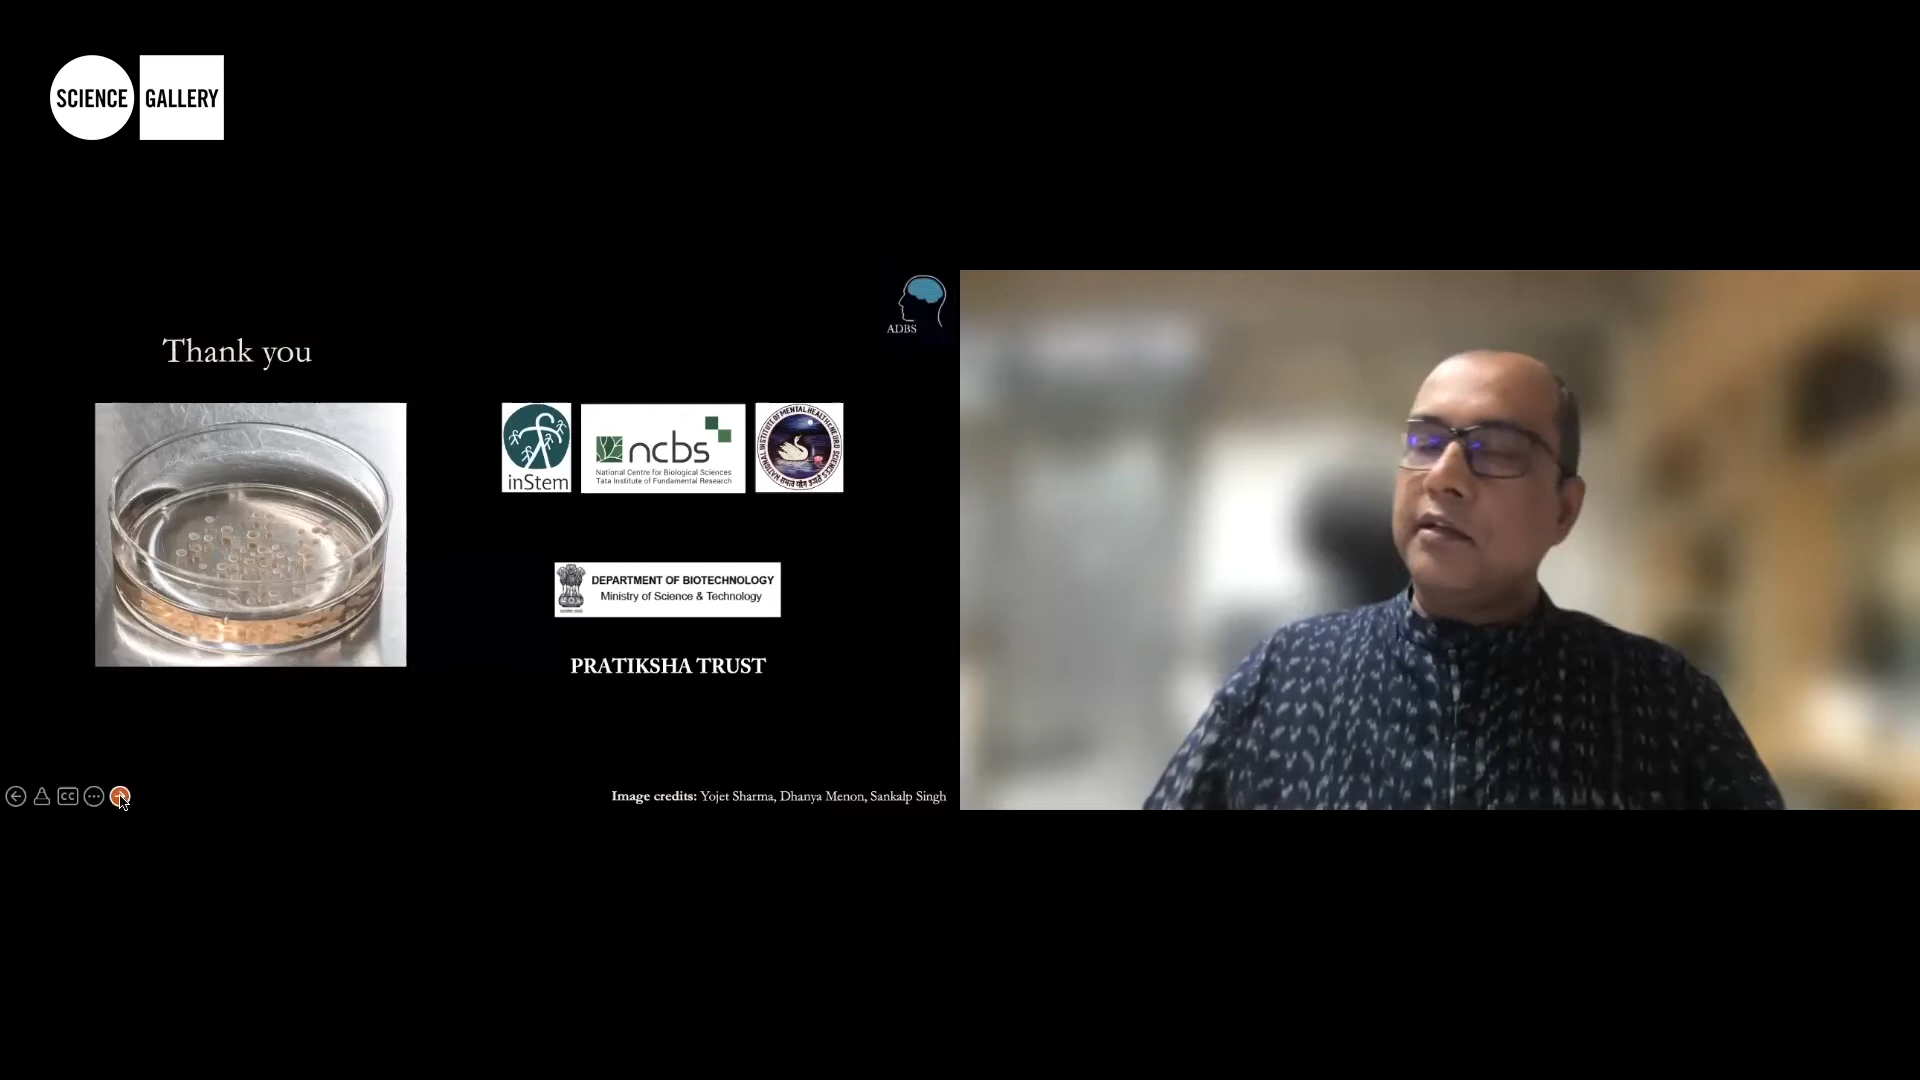 SCIENCE GALLERY
ADBS
Thank you
inStem
ncbs
National Centre for Biological Sciences
Tata Institute of Fundamental Research
DEPARTMENT OF BIOTECHNOLOGY
Ministry of Science & Technology
PRATIKSHA TRUST
CC
Image credits: Yojet Sharma, Dhanya Menon, Sankalp Singh